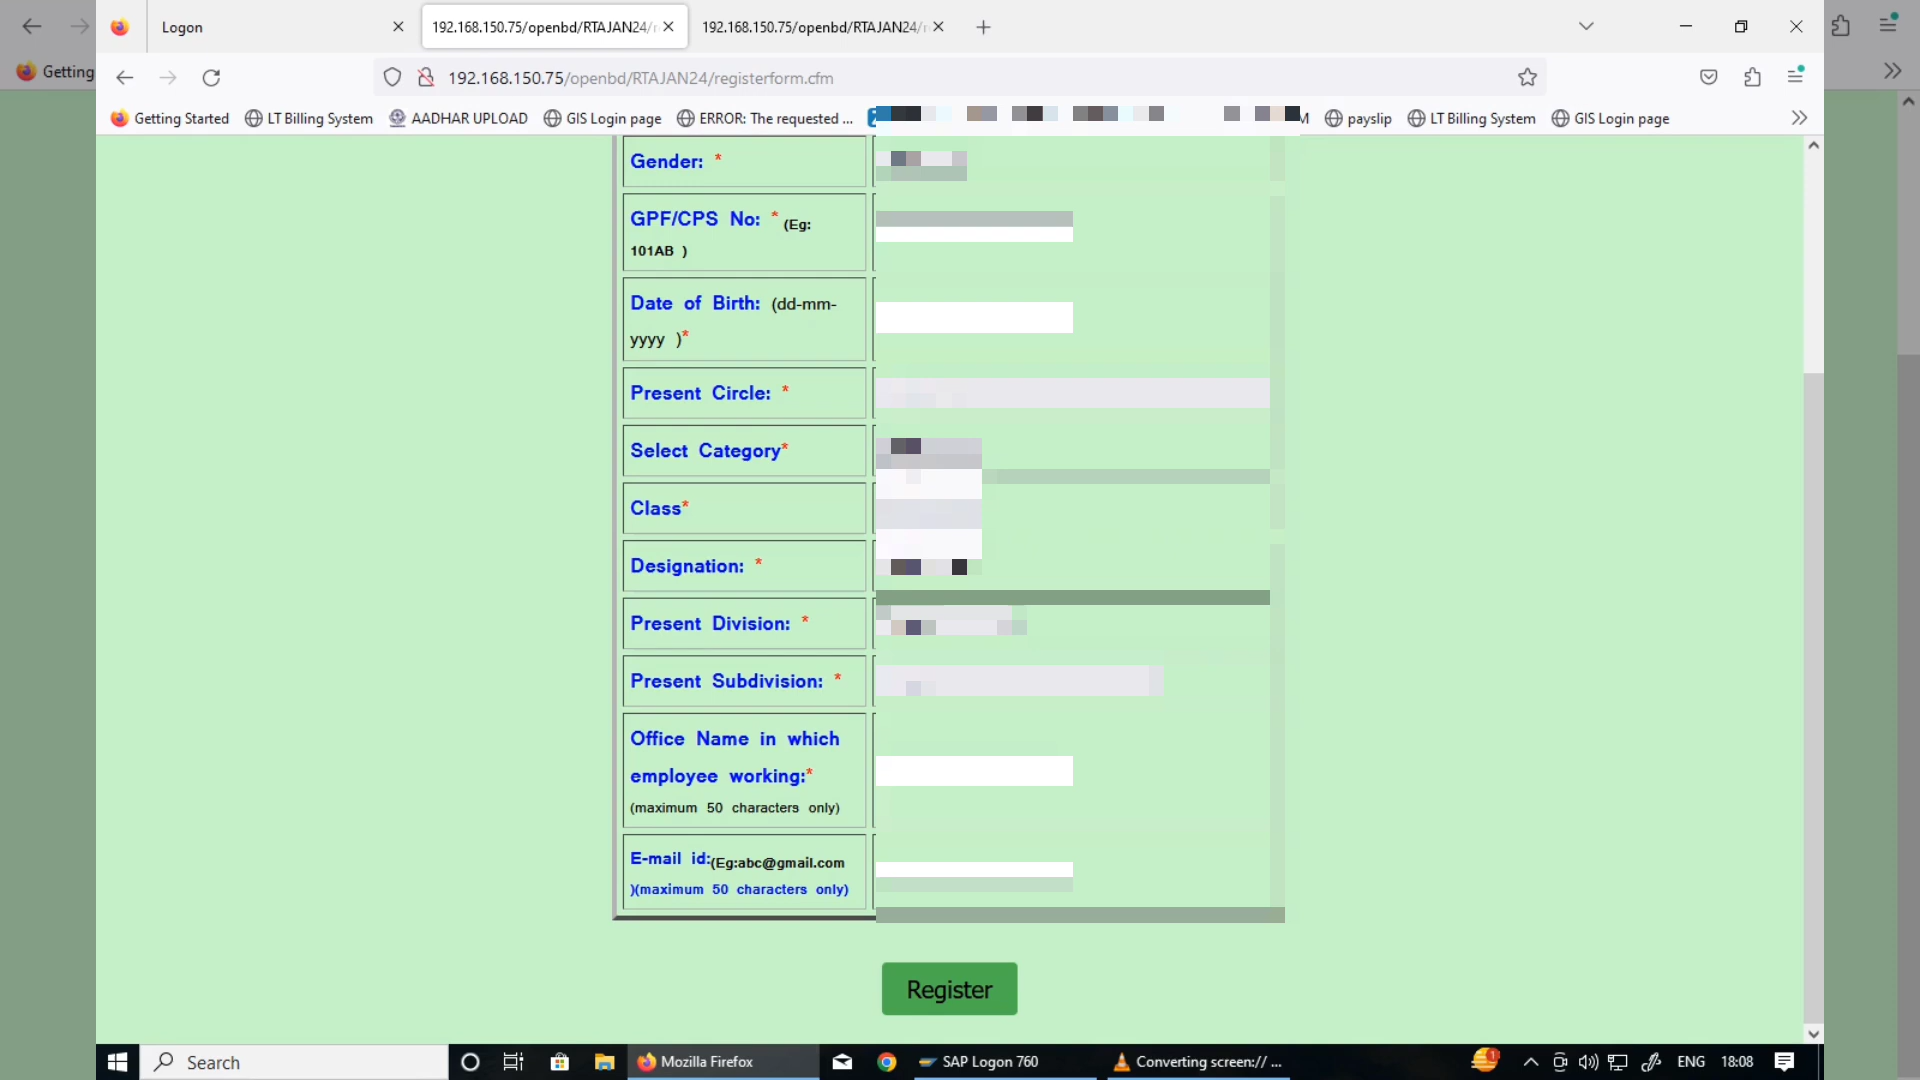 Getting
Logon
192.168.150.75/openbd/RTAJAN24/r
192.168.150.75/openbd/RTAJAN24/r
192.168.150.75/openbd/RTAJAN24/registerform.cfm
Getting Started LT Billing System AADHAR UPLOAD GIS Login page ERROR: The requested ... M payslip LT Billing System GIS Login page
Gender: *
GPF/CPS No: * (Eg:
101AB )
Date of Birth: (dd-mm-
yyyy )*
Present Circle: *
Select Category*
Class*
Designation: *
Present Division: *
Present Subdivision: *
Office Name in which
employee working:*
(maximum 50 characters only)
E-mail id:(Eg:abc@gmail.com
)(maximum 50 characters only)
Register
Search Mozilla Firefox SAP Logon 760 Converting screen:// ... 1 ENG 18:08